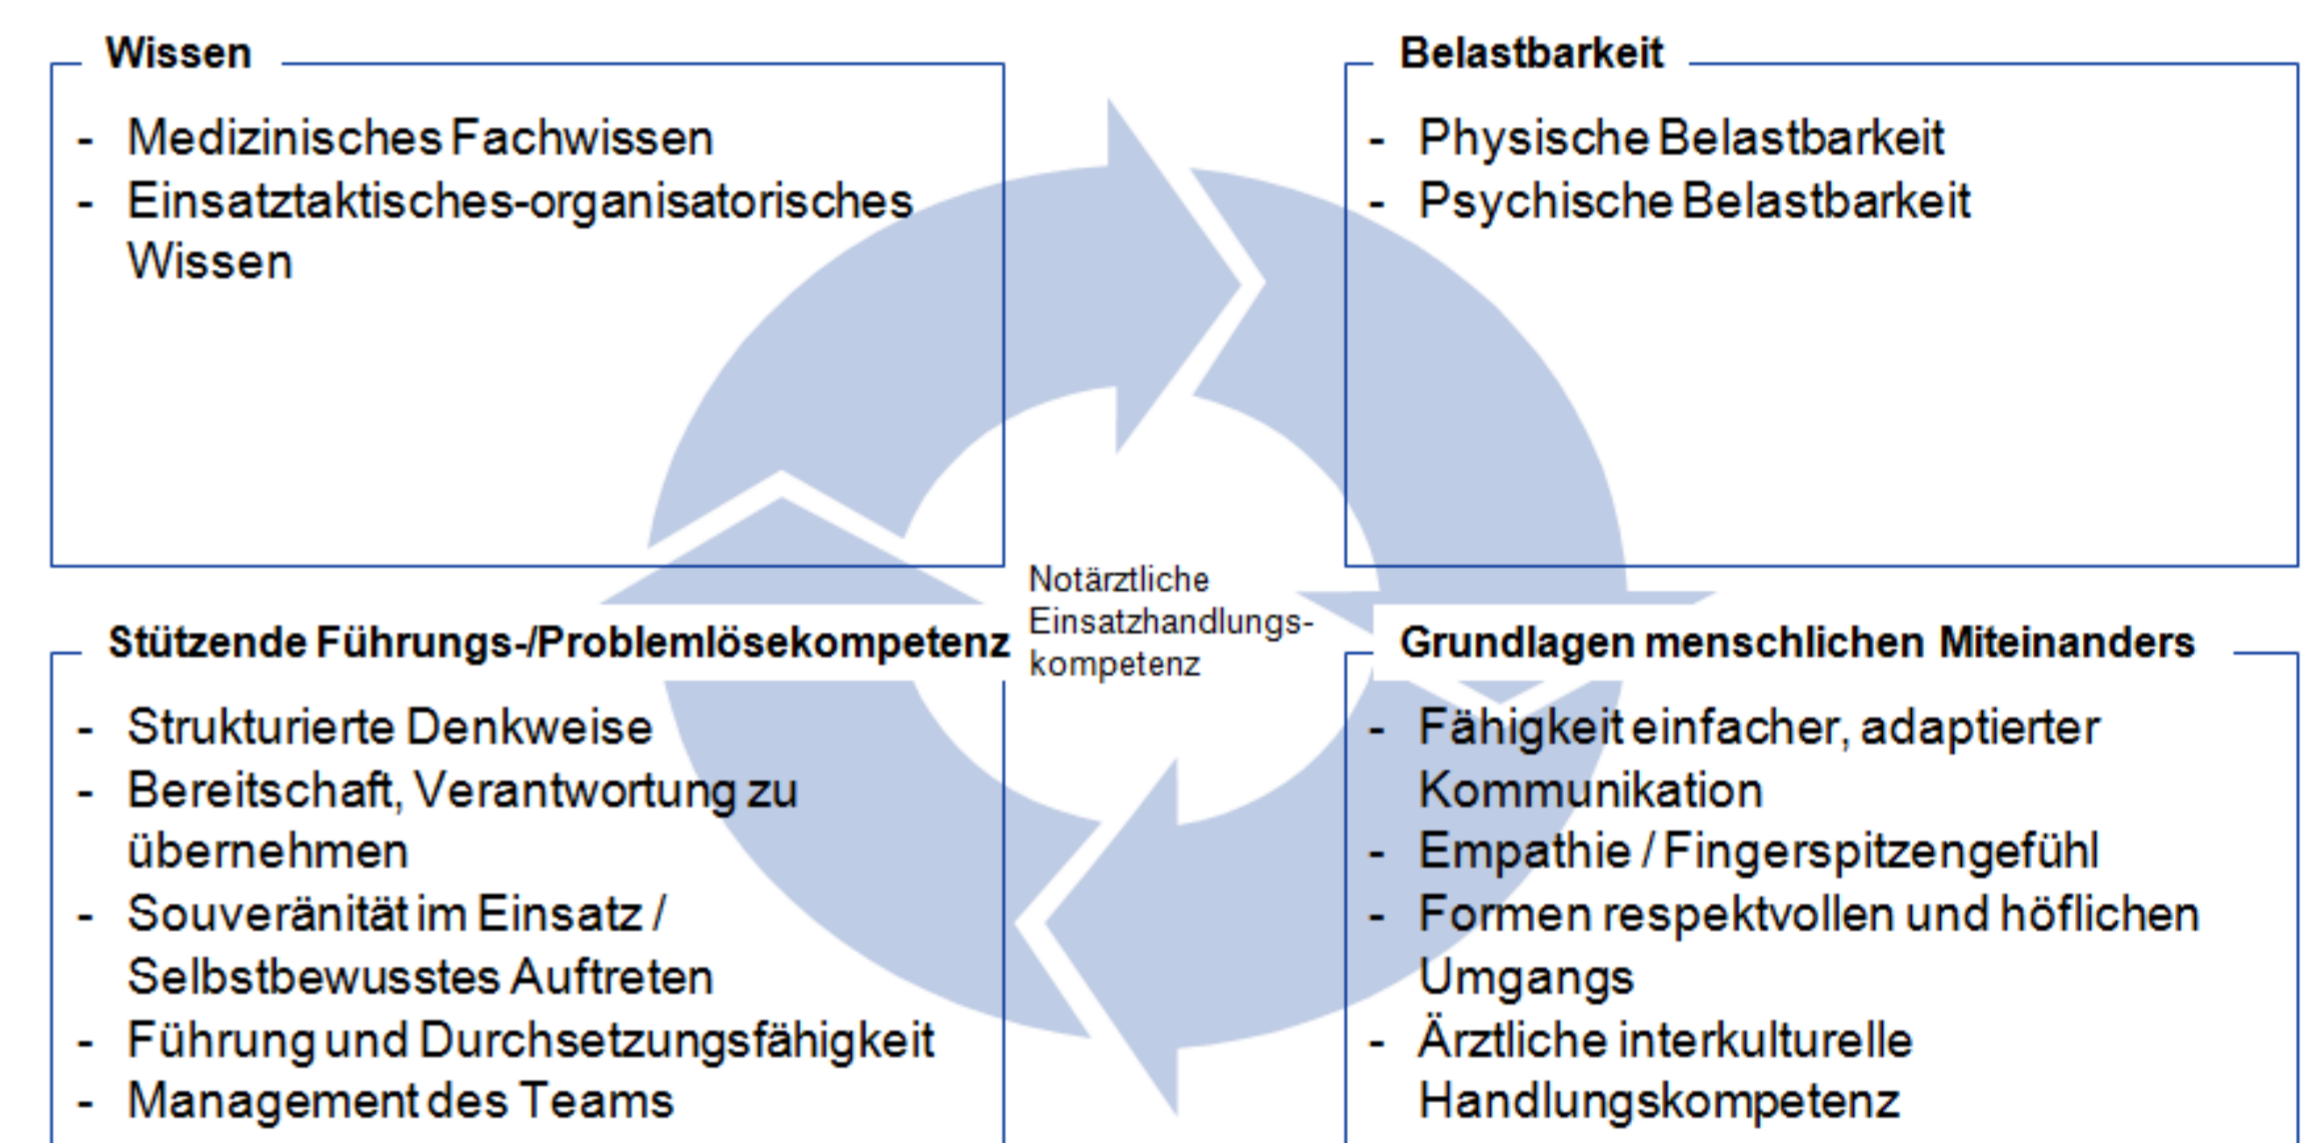 Wissen
- Medizinisches Fachwissen
- Einsatztaktisches-organisatorisches
Wissen
Belastbarkeit
- Physische Belastbarkeit
- Psychische Belastbarkeit
Notärztliche
Einsatzhandlungs-
kompetenz
Stützende Führungs-/Problemlösekompetenz
- Strukturierte Denkweise
- Bereitschaft, Verantwortung zu
übernehmen
- Souveränität im Einsatz /
Selbstbewusstes Auftreten
- Führung und Durchsetzungsfähigkeit
- Management des Teams
Grundlagen menschlichen Miteinanders
- Fähigkeit einfacher, adaptierter
Kommunikation
- Empathie / Fingerspitzengefühl
- Formen respektvollen und höflichen
Umgangs
- Ärztliche interkulturelle
Handlungskompetenz